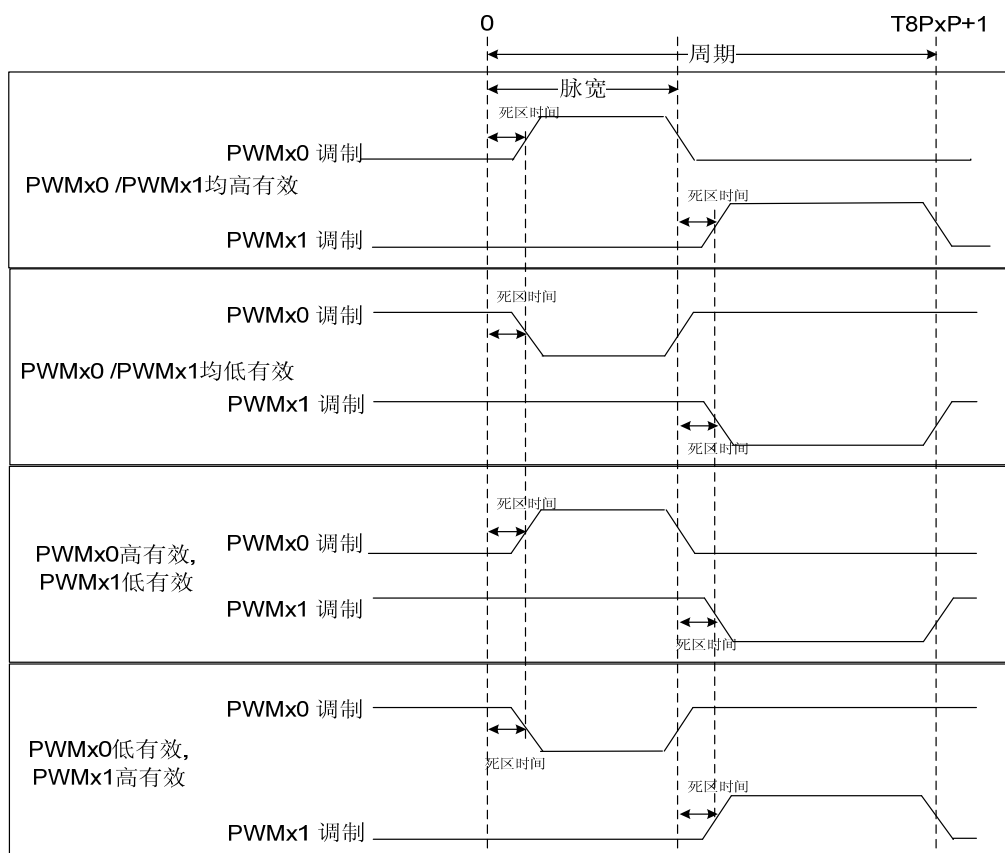 0 T8PxP+1
周期
脉宽
死区时间
PWMx0 调制
PWMx0 /PWMx1均高有效
死区时间
PWMx1 调制
死区时间
PWMx0 调制
PWMx0 /PWMx1均低有效
PWMx1 调制
死区时间
死区时间
PWMx0 调制
PWMx0高有效,
PWMx1低有效
PWMx1 调制
死区时间
PWMx0 调制
PWMx0低有效,
PWMx1高有效
死区时间
死区时间
PWMx1 调制